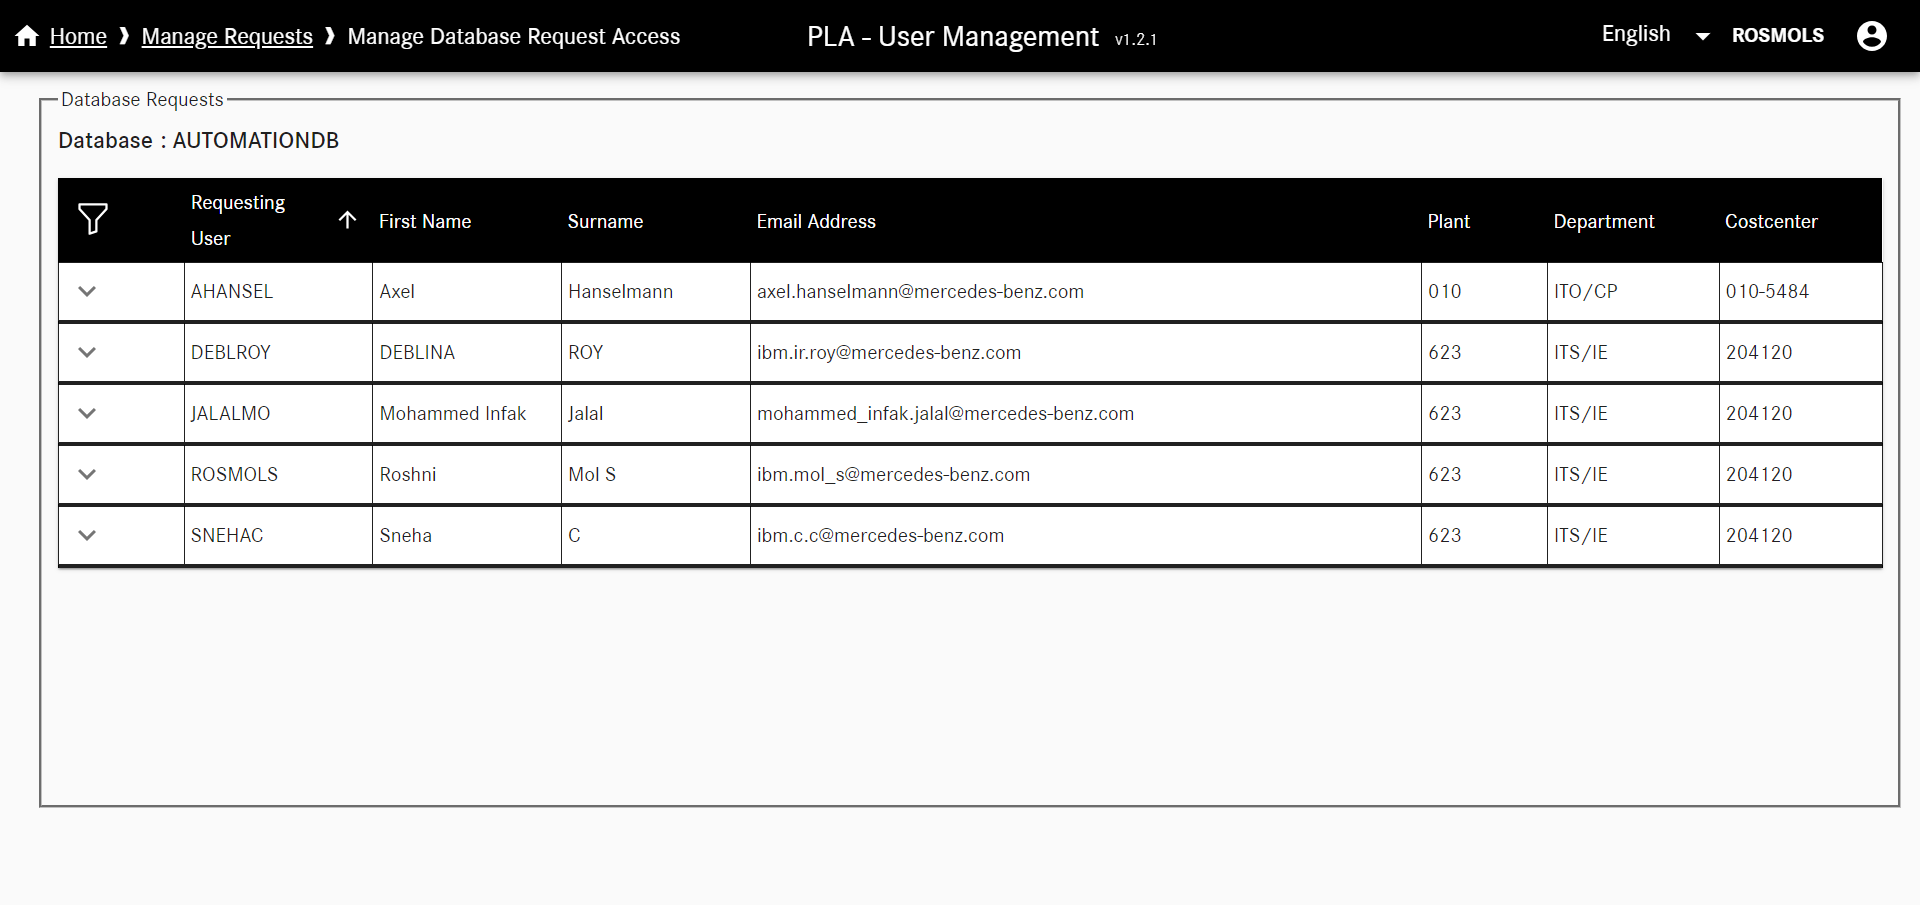 Home ❱ Manage Requests ❱ Manage Database Request Access PLA - User Management v1.2.1 English ROSMOLS
Database Requests
Database : AUTOMATIONDB
Requesting User First Name Surname Email Address Plant Department Costcenter
AHANSEL Axel Hanselmann axel.hanselmann@mercedes-benz.com 010 ITO/CP 010-5484
DEBLROY DEBLINA ROY ibm.ir.roy@mercedes-benz.com 623 ITS/IE 204120
JALALMO Mohammed Infak Jalal mohammed_infak.jalal@mercedes-benz.com 623 ITS/IE 204120
ROSMOLS Roshni Mol S ibm.mol_s@mercedes-benz.com 623 ITS/IE 204120
SNEHAC Sneha C ibm.c.c@mercedes-benz.com 623 ITS/IE 204120